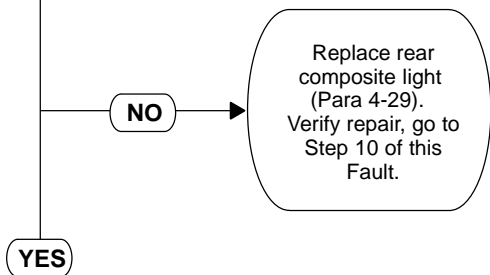 Replace rear
composite light
(Para 4-29).
Verify repair, go to
Step 10 of this
Fault.
NO
YES